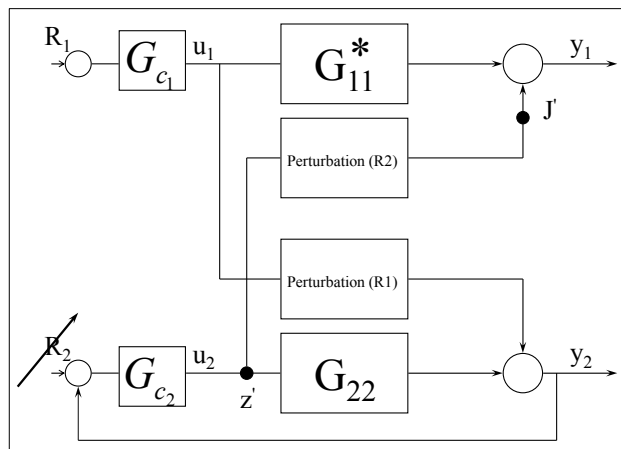 R1 Gc1 u1 G*11 y1
J'
Perturbation (R2)
Perturbation (R1)
R2 Gc2 u2 G22 y2
z'